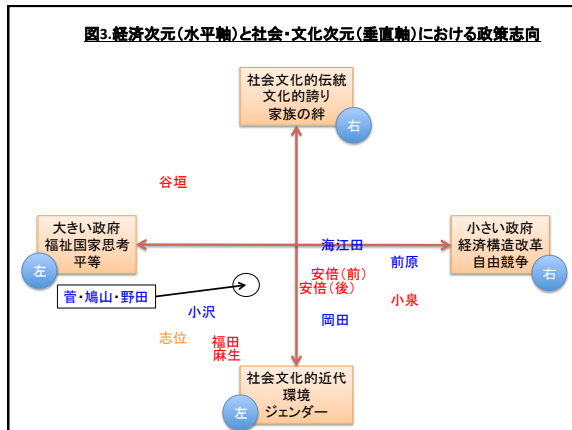 図3.経済次元(水平軸)と社会・文化次元(垂直軸)における政策志向
社会文化的伝統
文化的誇り
家族の絆
右
谷垣
大きい政府
福祉国家思考
平等
左
海江田
小さい政府
経済構造改革
自由競争
右
前原
安倍(前)
安倍(後)
小泉
菅・鳩山・野田
小沢
岡田
志位
福田
麻生
社会文化的近代
環境
ジェンダー
左